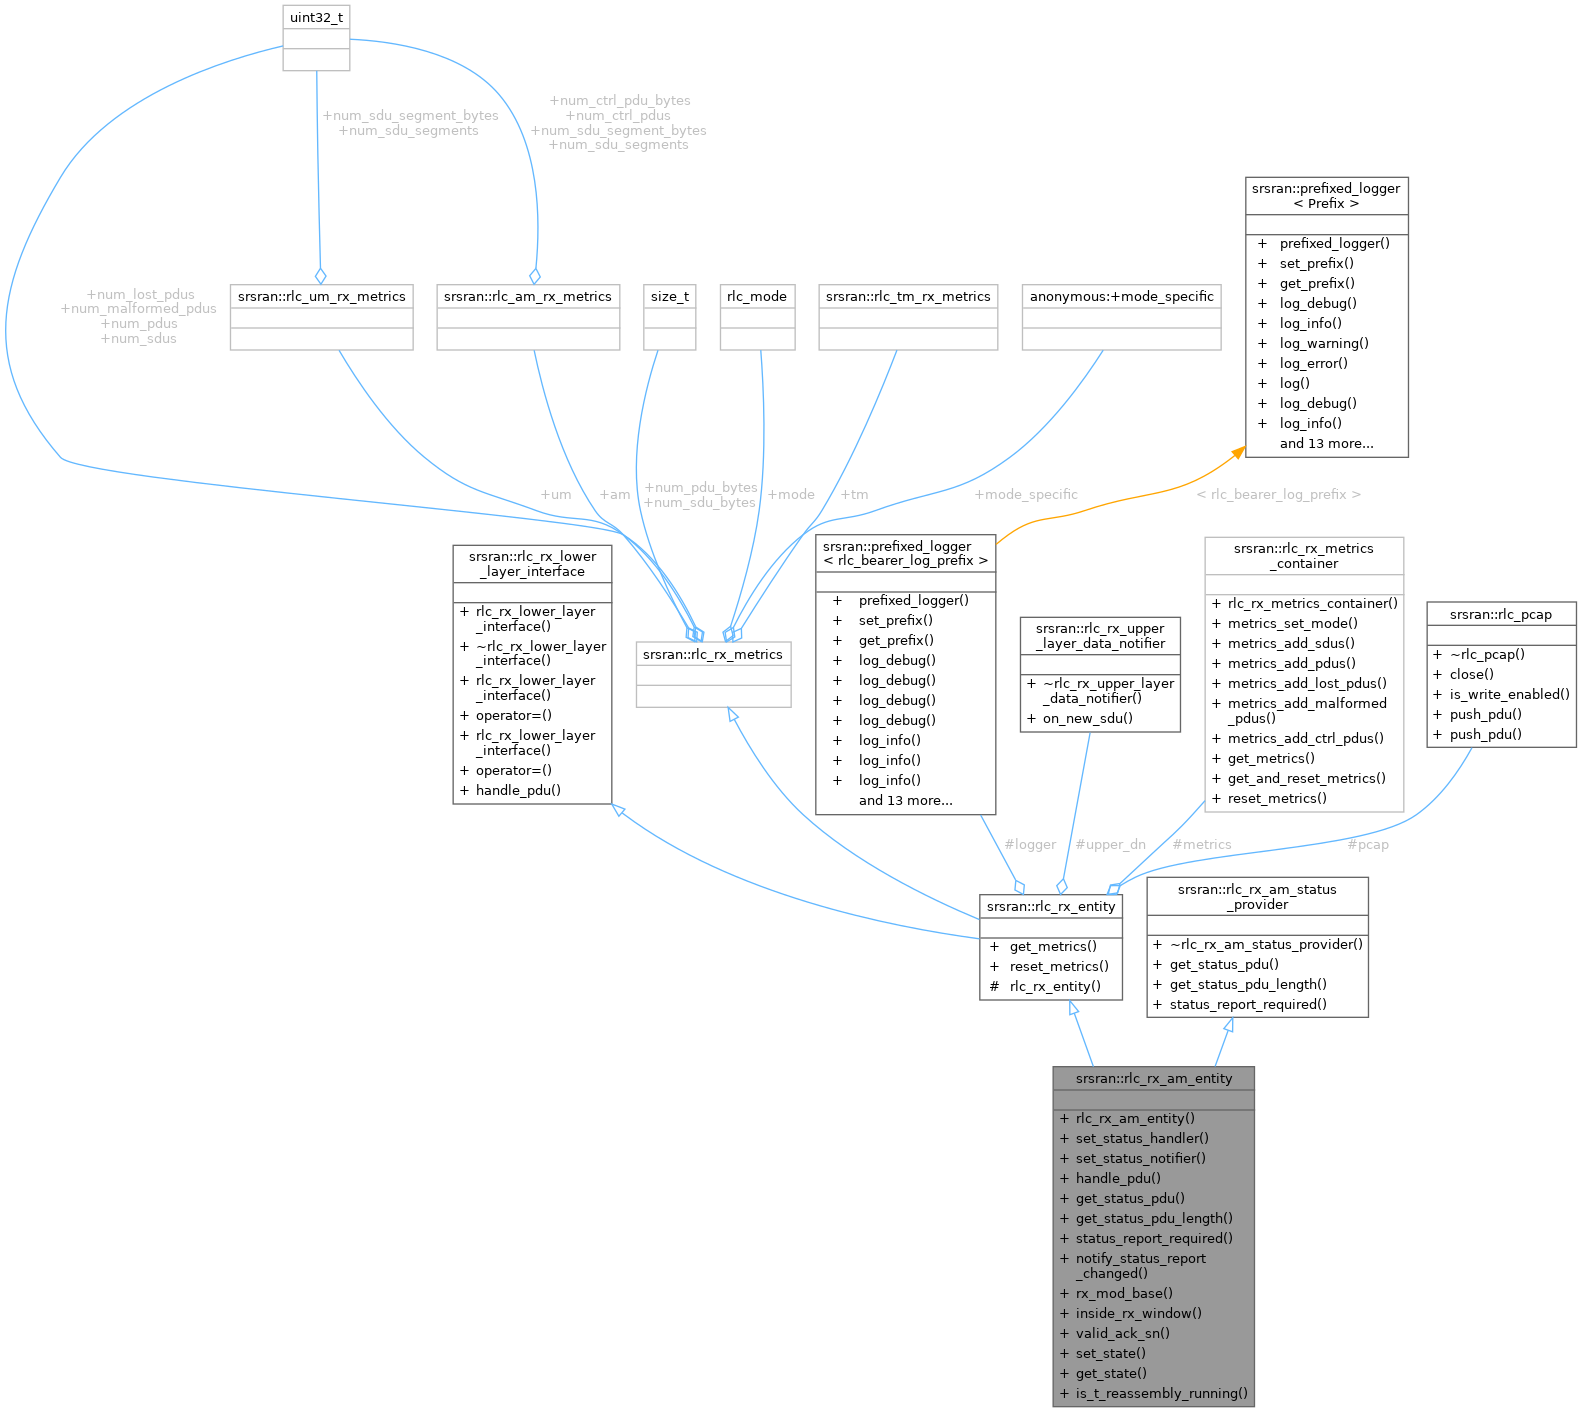 uint32_t
+num_sdu_segment_bytes
+num_sdu_segments
+num_ctrl_pdu_bytes
+num_ctrl_pdus
+num_sdu_segment_bytes
+num_sdu_segments
srsran::prefixed_logger
< Prefix >
+ prefixed_logger()
+ set_prefix()
+ get_prefix()
+ log_debug()
+ log_info()
+ log_warning()
+ log_error()
+ log()
+ log_debug()
+ log_info()
and 13 more...
+num_lost_pdus
+num_malformed_pdus
+num_pdus
+num_sdus
srsran::rlc_um_rx_metrics
srsran::rlc_am_rx_metrics
size_t
rlc_mode
srsran::rlc_tm_rx_metrics
anonymous:+mode_specific
+um
+am
+num_pdu_bytes
+num_sdu_bytes
+mode
+tm
+mode_specific
< rlc_bearer_log_prefix >
srsran::rlc_rx_lower
_layer_interface
+ rlc_rx_lower_layer
_interface()
+ ~rlc_rx_lower_layer
_interface()
+ rlc_rx_lower_layer
_interface()
+ operator=()
+ rlc_rx_lower_layer
_interface()
+ operator=()
+ handle_pdu()
srsran::rlc_rx_metrics
srsran::prefixed_logger
< rlc_bearer_log_prefix >
+ prefixed_logger()
+ set_prefix()
+ get_prefix()
+ log_debug()
+ log_debug()
+ log_debug()
+ log_debug()
+ log_info()
+ log_info()
+ log_info()
and 13 more...
srsran::rlc_rx_upper
_layer_data_notifier
+ ~rlc_rx_upper_layer
_data_notifier()
+ on_new_sdu()
srsran::rlc_rx_metrics
_container
+ rlc_rx_metrics_container()
+ metrics_set_mode()
+ metrics_add_sdus()
+ metrics_add_pdus()
+ metrics_add_lost_pdus()
+ metrics_add_malformed
_pdus()
+ metrics_add_ctrl_pdus()
+ get_metrics()
+ get_and_reset_metrics()
+ reset_metrics()
srsran::rlc_pcap
+ ~rlc_pcap()
+ close()
+ is_write_enabled()
+ push_pdu()
+ push_pdu()
#logger
#upper_dn
#metrics
#pcap
srsran::rlc_rx_entity
+ get_metrics()
+ reset_metrics()
# rlc_rx_entity()
srsran::rlc_rx_am_status
_provider
+ ~rlc_rx_am_status_provider()
+ get_status_pdu()
+ get_status_pdu_length()
+ status_report_required()
srsran::rlc_rx_am_entity
+ rlc_rx_am_entity()
+ set_status_handler()
+ set_status_notifier()
+ handle_pdu()
+ get_status_pdu()
+ get_status_pdu_length()
+ status_report_required()
+ notify_status_report
_changed()
+ rx_mod_base()
+ inside_rx_window()
+ valid_ack_sn()
+ set_state()
+ get_state()
+ is_t_reassembly_running()